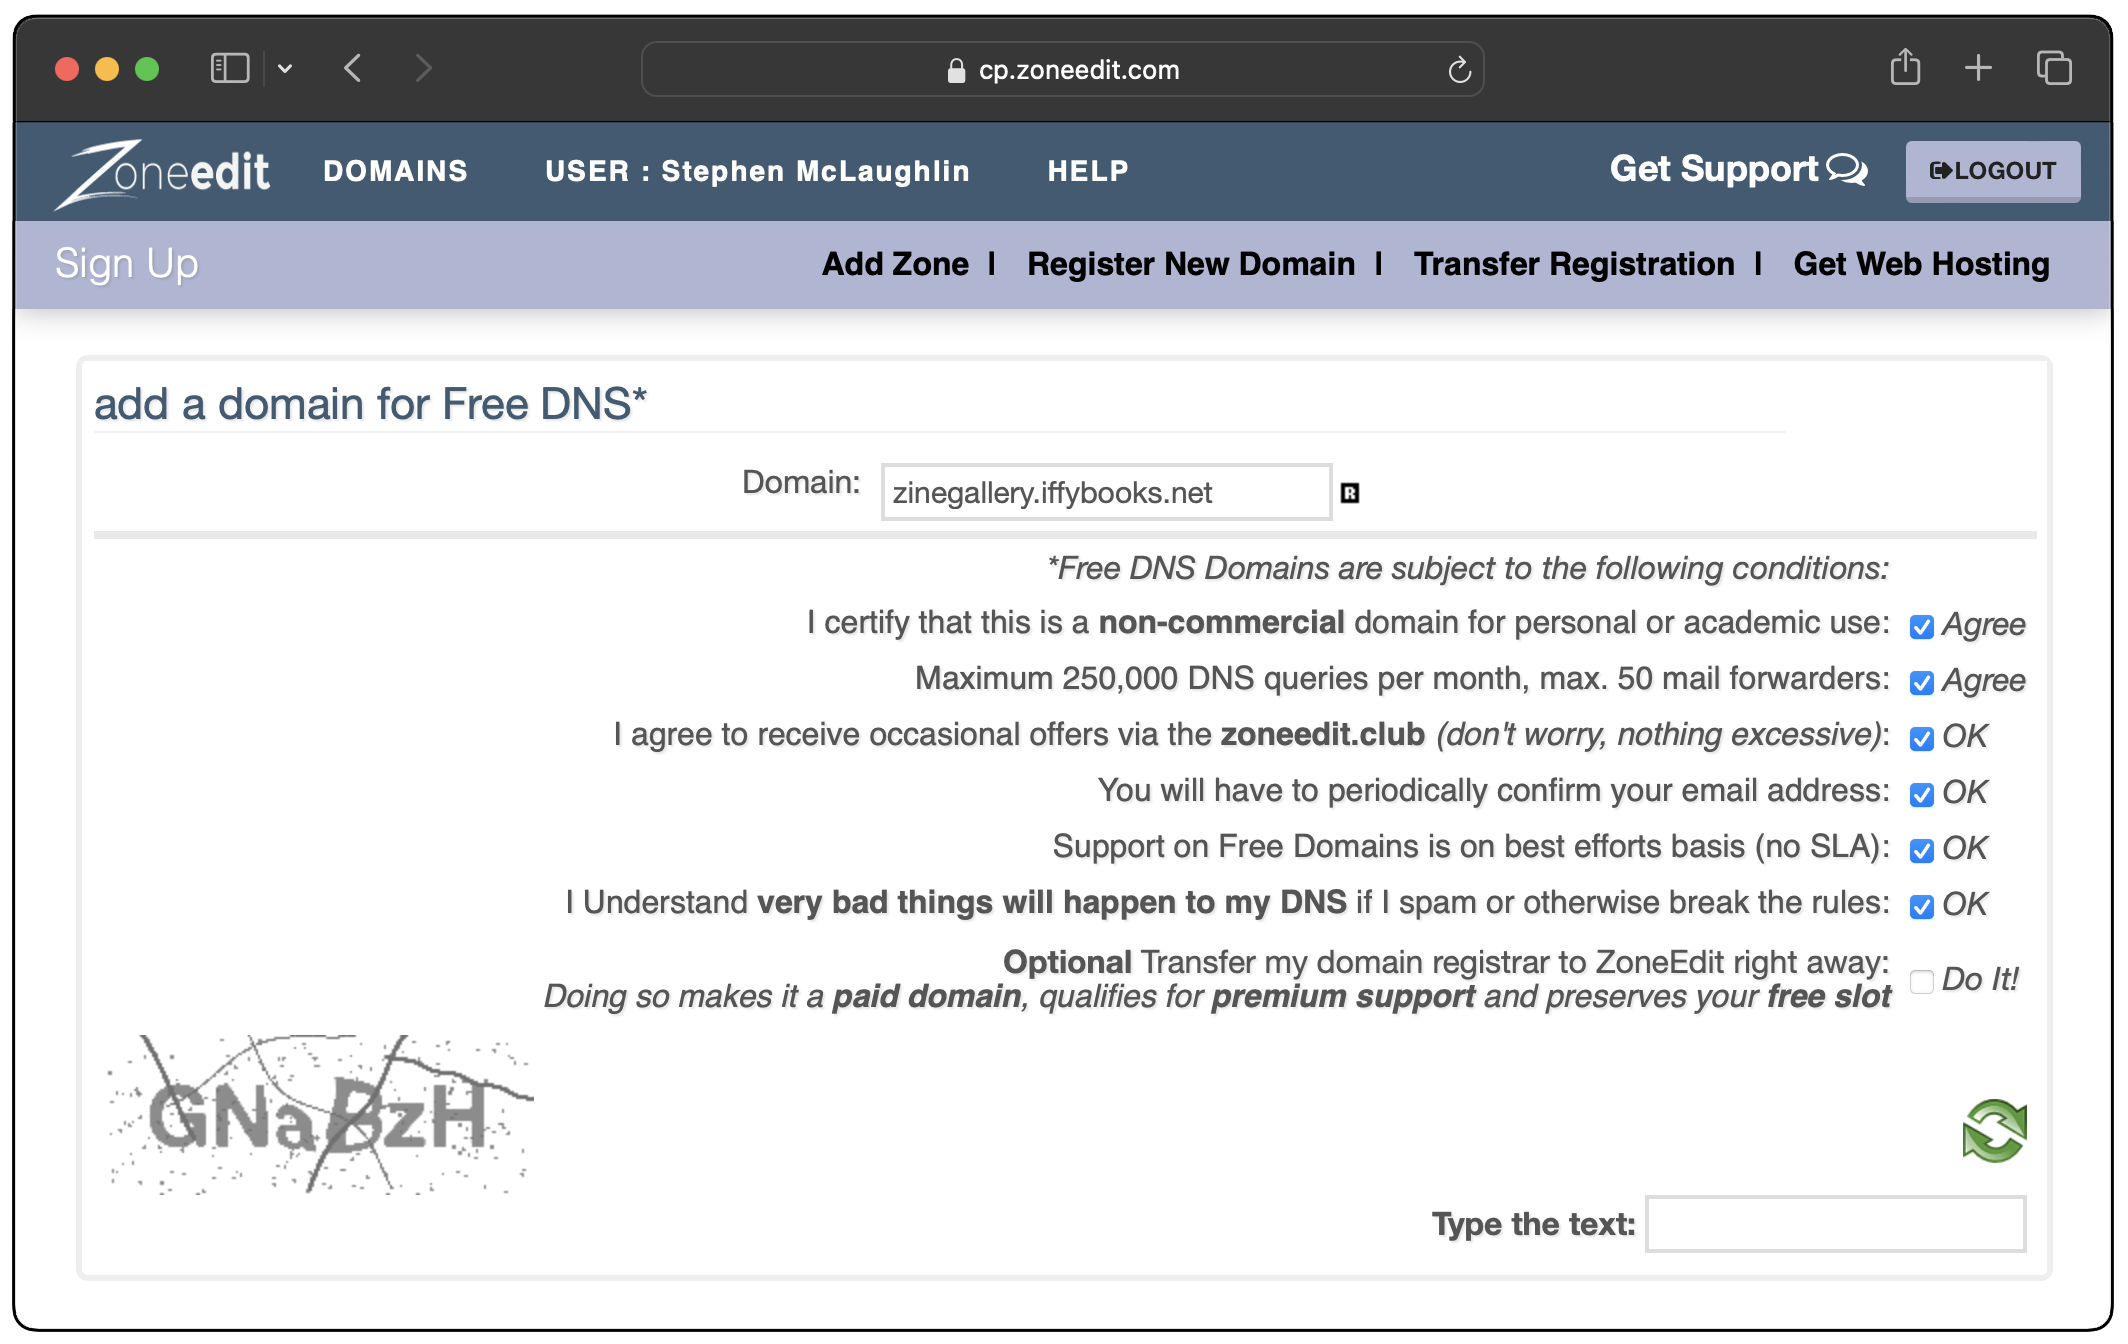 cp.zoneedit.com
Zoneedit DOMAINS USER : Stephen McLaughlin HELP Get Support LOGOUT
Sign Up Add Zone | Register New Domain | Transfer Registration | Get Web Hosting
add a domain for Free DNS*
Domain: zinegallery.iffybooks.net R
*Free DNS Domains are subject to the following conditions:
I certify that this is a non-commercial domain for personal or academic use: Agree
Maximum 250,000 DNS queries per month, max. 50 mail forwarders: Agree
I agree to receive occasional offers via the zoneedit.club (don't worry, nothing excessive): OK
You will have to periodically confirm your email address: OK
Support on Free Domains is on best efforts basis (no SLA): OK
I Understand very bad things will happen to my DNS if I spam or otherwise break the rules: OK
Optional Transfer my domain registrar to ZoneEdit right away:
Doing so makes it a paid domain, qualifies for premium support and preserves your free slot Do It!
GNaBzH
Type the text: